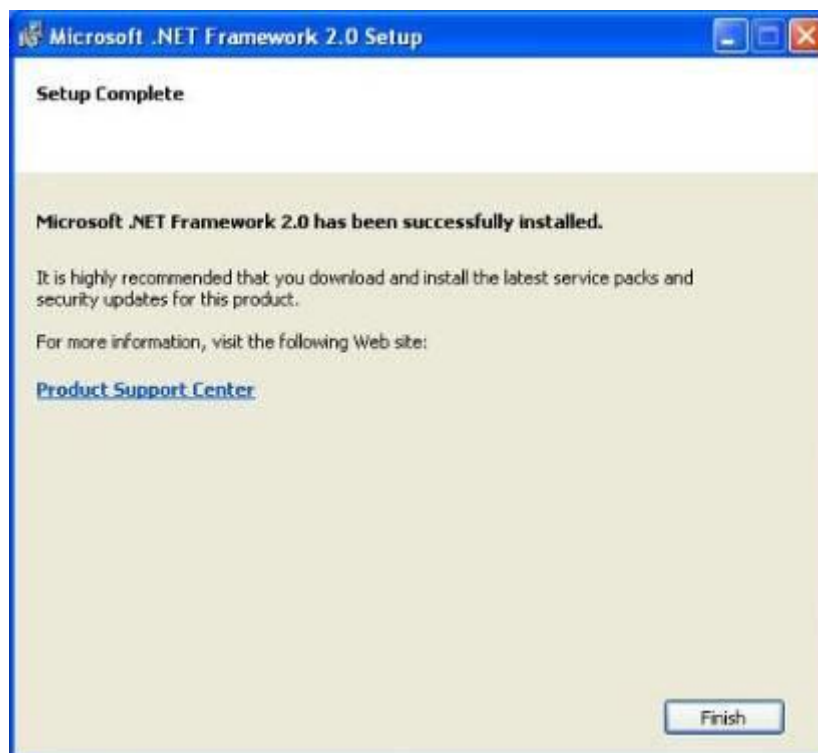 Microsoft .NET Framework 2.0 Setup
Setup Complete
Microsoft .NET Framework 2.0 has been successfully installed.
It is highly recommended that you download and install the latest service packs and
security updates for this product.
For more information, visit the following Web site:
Product Support Center
Finish